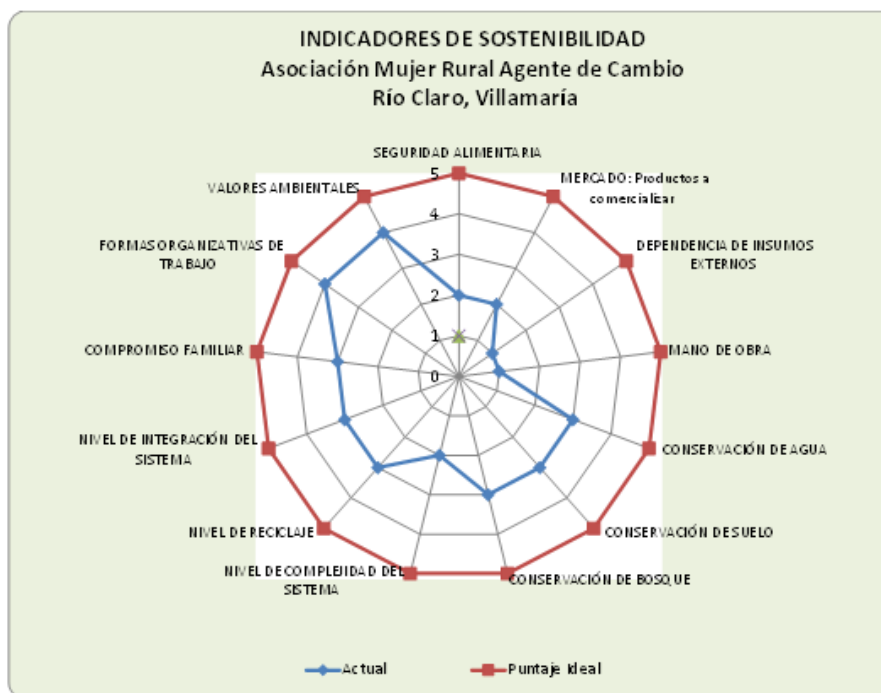 INDICADORES DE SOSTENIBILIDAD
Asociación Mujer Rural Agente de Cambio
Río Claro, Villamaría
SEGURIDAD ALIMENTARIA
MERCADO: Productos a
comercializar
DEPENDENCIA DE INSUMOS
EXTERNOS
MANO DE OBRA
CONSERVACIÓN DE AGUA
CONSERVACIÓN DE SUELO
CONSERVACIÓN DE BOSQUE
NIVEL DE COMPLEJIDAD DEL
SISTEMA
NIVEL DE RECICLAJE
NIVEL DE INTEGRACIÓN DEL
SISTEMA
COMPROMISO FAMILIAR
FORMAS ORGANIZATIVAS DE
TRABAJO
VALORES AMBIENTALES
5
4
3
2
1
0
Actual
Puntaje Ideal